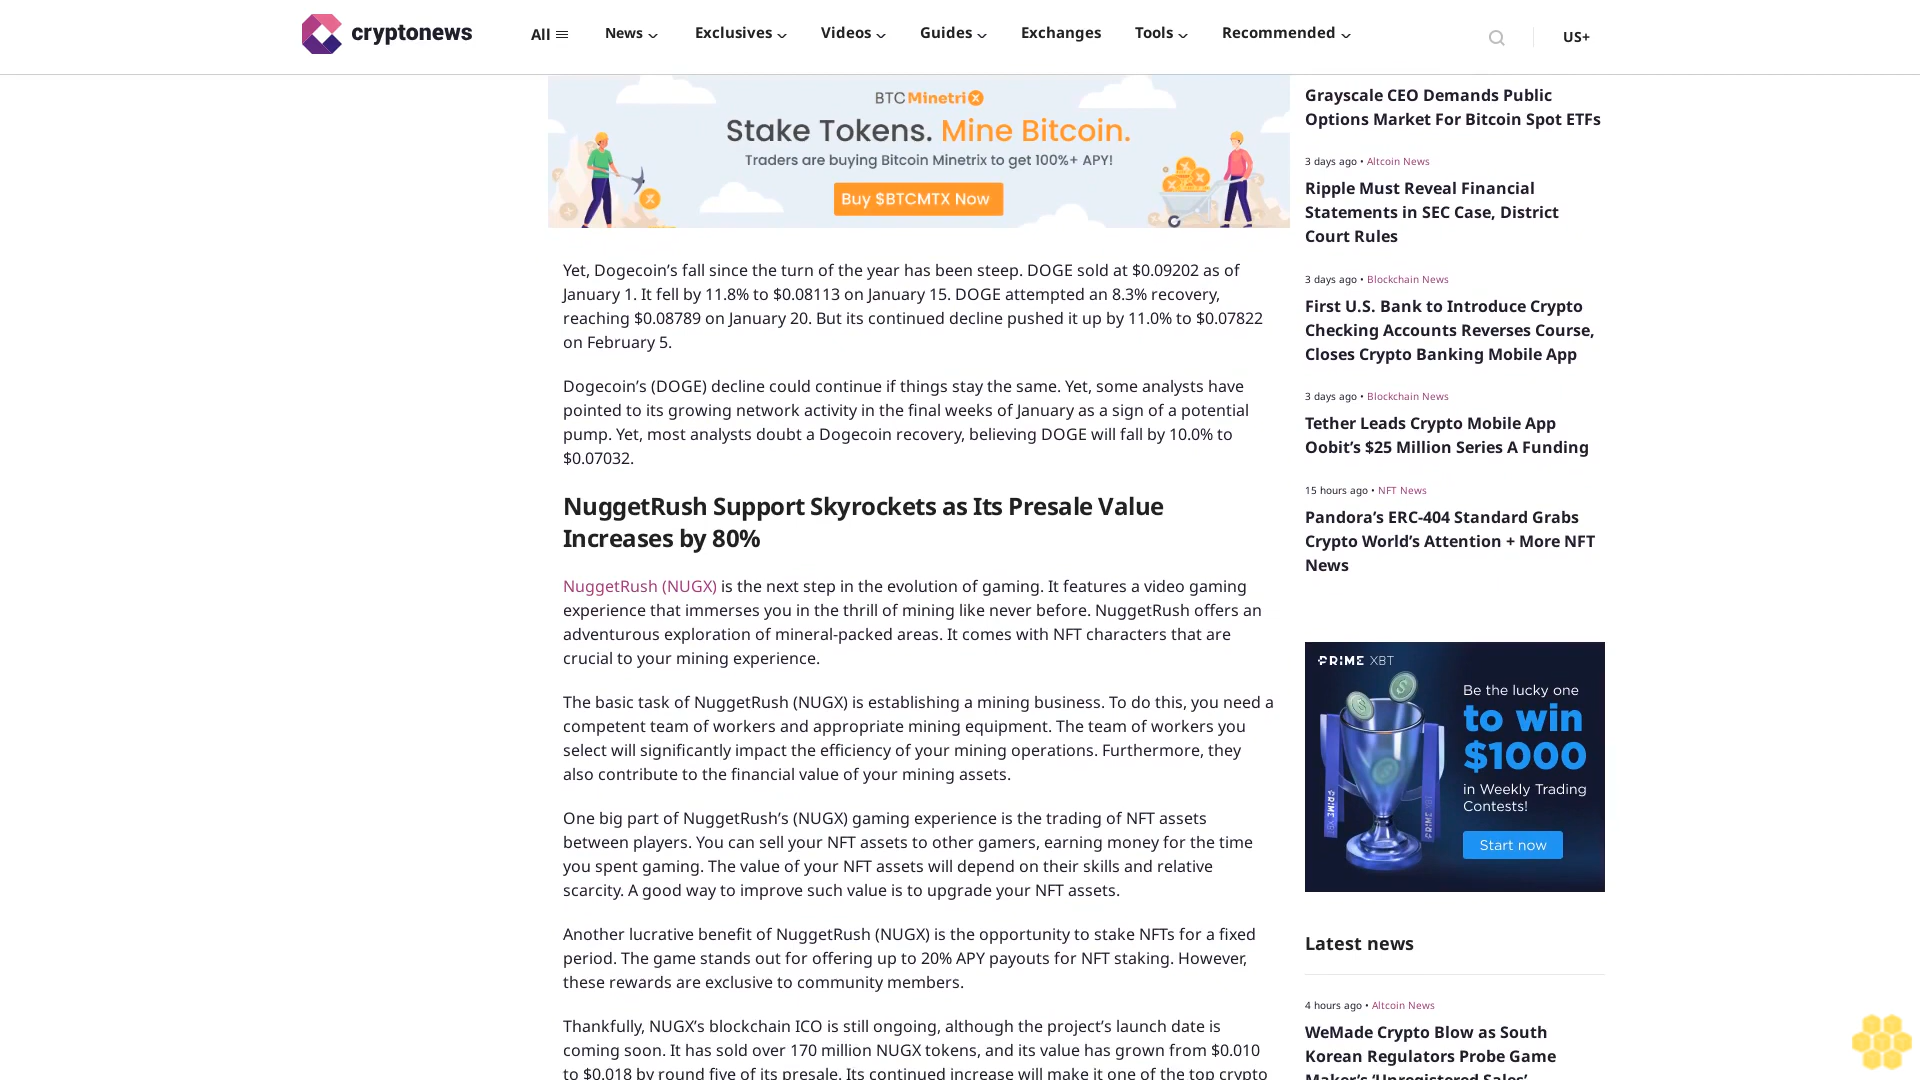 cryptonews
All
News
Exclusives
Videos
Guides
Exchanges
Tools
Recommended
US+
BTC Minetrix
Stake Tokens. Mine Bitcoin.
Traders are buying Bitcoin Minetrix to get 100%+ APY!
Buy $BTCMTX Now
Yet, Dogecoin’s fall since the turn of the year has been steep. DOGE sold at $0.09202 as of
January 1. It fell by 11.8% to $0.08113 on January 15. DOGE attempted an 8.3% recovery,
reaching $0.08789 on January 20. But its continued decline pushed it up by 11.0% to $0.07822
on February 5.
Dogecoin’s (DOGE) decline could continue if things stay the same. Yet, some analysts have
pointed to its growing network activity in the final weeks of January as a sign of a potential
pump. Yet, most analysts doubt a Dogecoin recovery, believing DOGE will fall by 10.0% to
$0.07032.
NuggetRush Support Skyrockets as Its Presale Value
Increases by 80%
NuggetRush (NUGX) is the next step in the evolution of gaming. It features a video gaming
experience that immerses you in the thrill of mining like never before. NuggetRush offers an
adventurous exploration of mineral-packed areas. It comes with NFT characters that are
crucial to your mining experience.
The basic task of NuggetRush (NUGX) is establishing a mining business. To do this, you need a
competent team of workers and appropriate mining equipment. The team of workers you
select will significantly impact the efficiency of your mining operations. Furthermore, they
also contribute to the financial value of your mining assets.
One big part of NuggetRush’s (NUGX) gaming experience is the trading of NFT assets
between players. You can sell your NFT assets to other gamers, earning money for the time
you spent gaming. The value of your NFT assets will depend on their skills and relative
scarcity. A good way to improve such value is to upgrade your NFT assets.
Another lucrative benefit of NuggetRush (NUGX) is the opportunity to stake NFTs for a fixed
period. The game stands out for offering up to 20% APY payouts for NFT staking. However,
these rewards are exclusive to community members.
Thankfully, NUGX’s blockchain ICO is still ongoing, although the project’s launch date is
coming soon. It has sold over 170 million NUGX tokens, and its value has grown from $0.010
to $0.018 by round five of its presale. Its continued increase will make it one of the top crypto
Grayscale CEO Demands Public
Options Market For Bitcoin Spot ETFs
3 days ago • Altcoin News
Ripple Must Reveal Financial
Statements in SEC Case, District
Court Rules
3 days ago • Blockchain News
First U.S. Bank to Introduce Crypto
Checking Accounts Reverses Course,
Closes Crypto Banking Mobile App
3 days ago • Blockchain News
Tether Leads Crypto Mobile App
Oobit’s $25 Million Series A Funding
15 hours ago • NFT News
Pandora’s ERC-404 Standard Grabs
Crypto World’s Attention + More NFT
News
PRIME XBT
Be the lucky one
to win
$1000
in Weekly Trading
Contests!
Start now
Latest news
4 hours ago • Altcoin News
WeMade Crypto Blow as South
Korean Regulators Probe Game
Maker’s ‘Unregistered Sales’